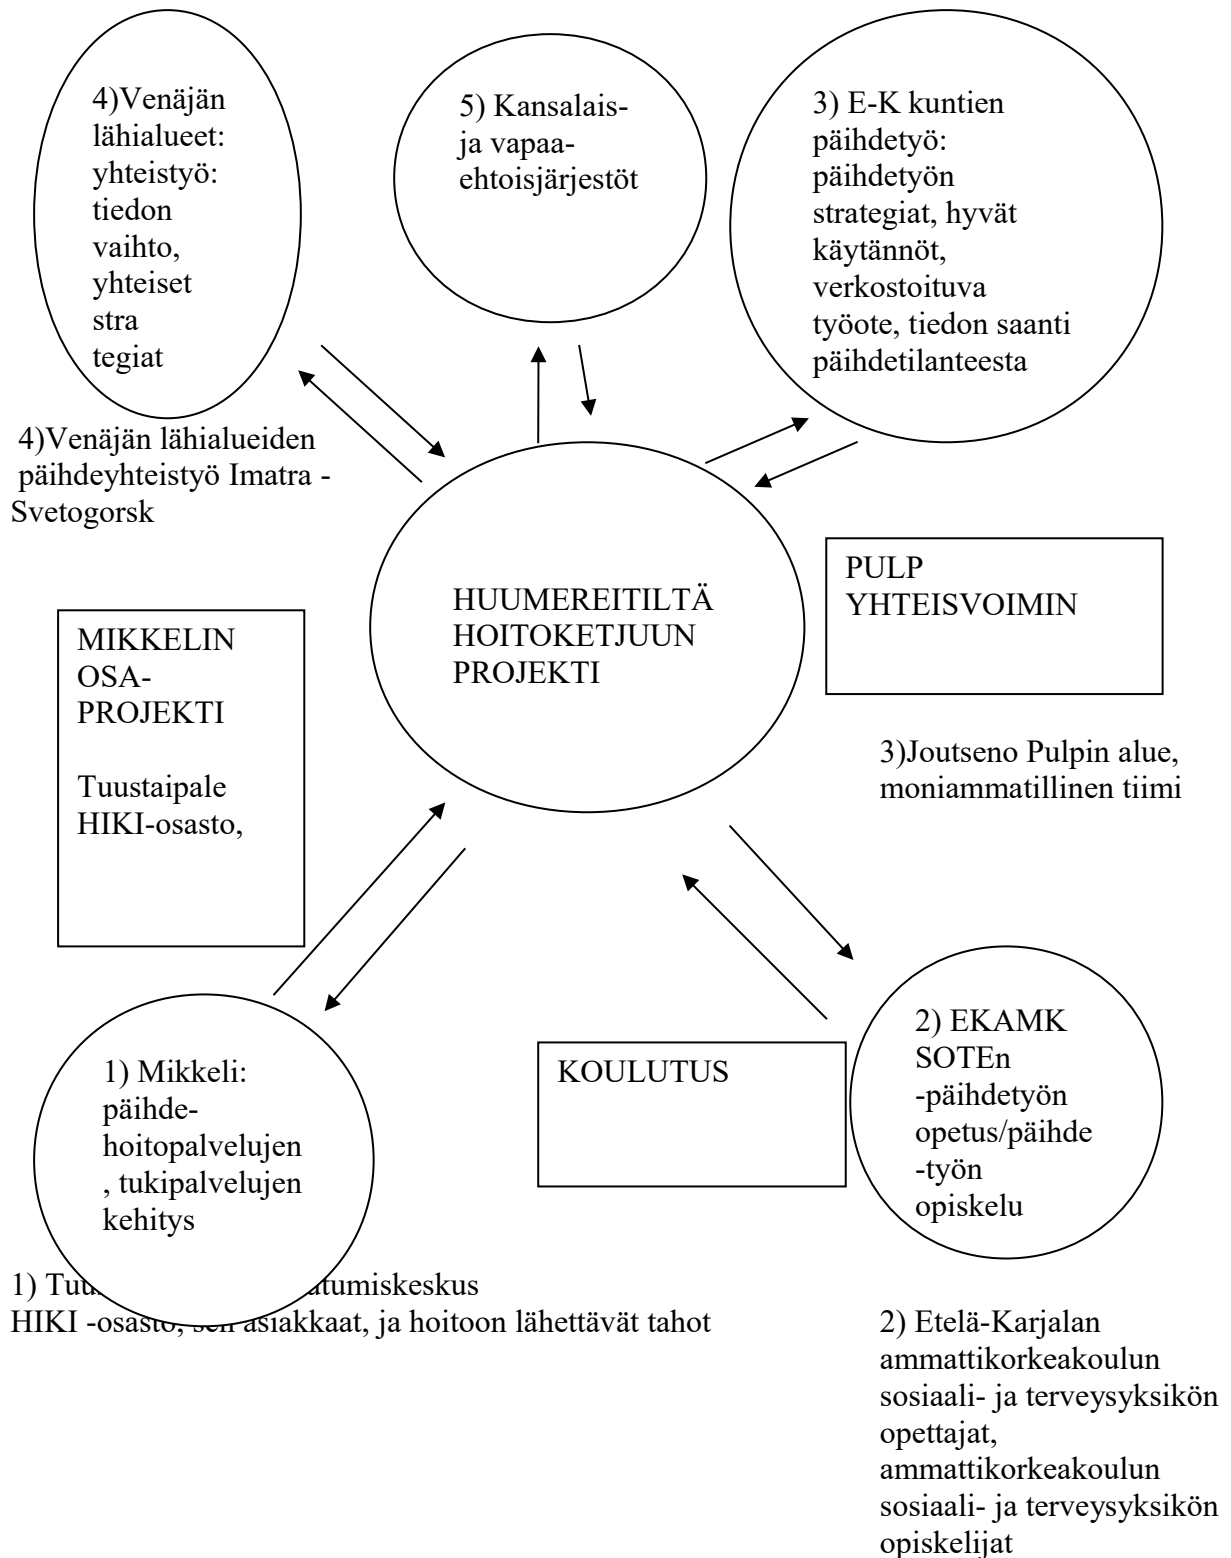 4)Venäjän
lähialueet:
yhteistyö:
tiedon
vaihto,
yhteiset
stra
tegiat
5) Kansalais-
ja vapaa-
ehtoisjärjestöt
3) E-K kuntien
päihdetyö:
päihdetyön
strategiat, hyvät
käytännöt,
verkostoituva
työote, tiedon saanti
päihdetilanteesta
4)Venäjän lähialueiden
päihdeyhteistyö Imatra -
Svetogorsk
HUUMEREITILTÄ
HOITOKETJUUN
PROJEKTI
PULP
YHTEISVOIMIN
MIKKELIN
OSA-
PROJEKTI
Tuustaipale
HIKI-osasto,
3)Joutseno Pulpin alue,
moniammatillinen tiimi
1) Mikkeli:
päihde-
hoitopalvelujen
, tukipalvelujen
kehitys
KOULUTUS
2) EKAMK
SOTEn
-päihdetyön
opetus/päihde
-työn
opiskelu
1)
HIKI -osasto, sen asiakkaat, ja hoitoon lähettävät tahot
2) Etelä-Karjalan
ammattikorkeakoulun
sosiaali- ja terveysyksikön
opettajat,
ammattikorkeakoulun
sosiaali- ja terveysyksikön
opiskelijat